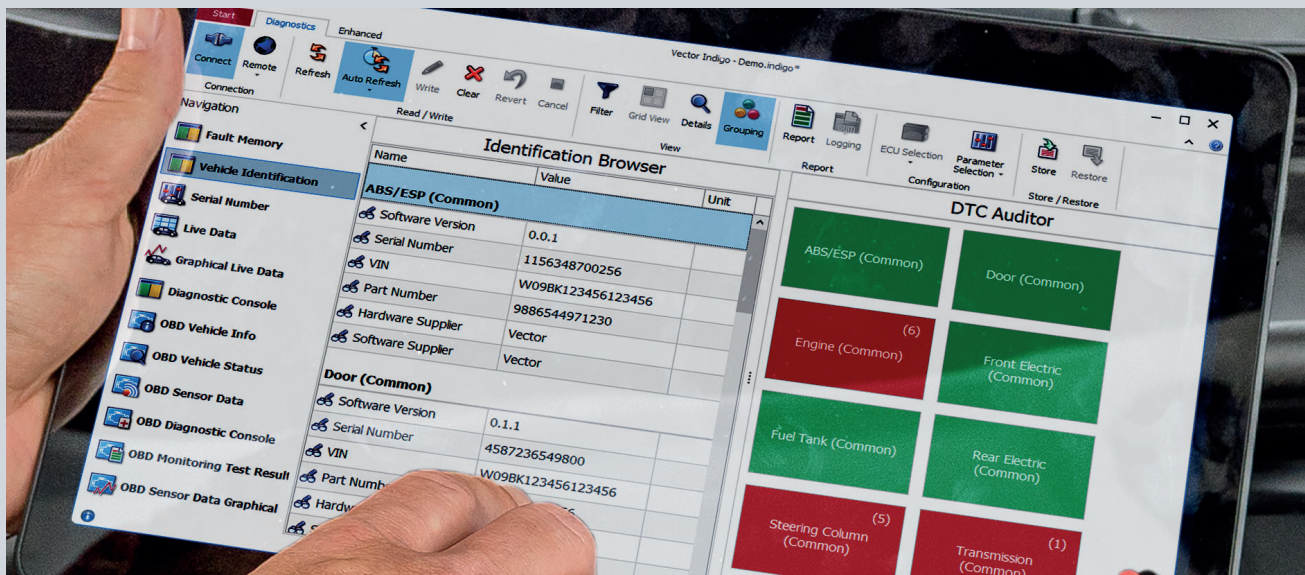 Start
Diagnostics
Enhanced
Vector Indigo - Demo.indigo*
Connect
Remote
Refresh
Auto Refresh
Write
Clear
Revert
Cancel
Filter
Grid View
Details
Grouping
Report
Logging
ECU Selection
Parameter
Selection
Store
Restore
Connection
Read / Write
View
Report
Configuration
Store / Restore
Navigation
Fault Memory
Vehicle Identification
Serial Number
Live Data
Graphical Live Data
Diagnostic Console
OBD Vehicle Info
OBD Vehicle Status
OBD Sensor Data
OBD Diagnostic Console
OBD Monitoring Test Result
OBD Sensor Data Graphical
Identification Browser
Name Value Unit
ABS/ESP (Common)
Software Version 0.0.1
Serial Number 1156348700256
VIN W09BK123456123456
Part Number 9886544971230
Hardware Supplier Vector
Software Supplier Vector
Door (Common)
Software Version 0.1.1
Serial Number 4587236549800
VIN W09BK123456123456
Part Numb
Hardw
DTC Auditor
ABS/ESP (Common)
Door (Common)
(6)
Engine (Common)
Front Electric
(Common)
Fuel Tank (Common)
Rear Electric
(Common)
(5)
Steering Column
(Common)
(1)
Transmission
(Common)